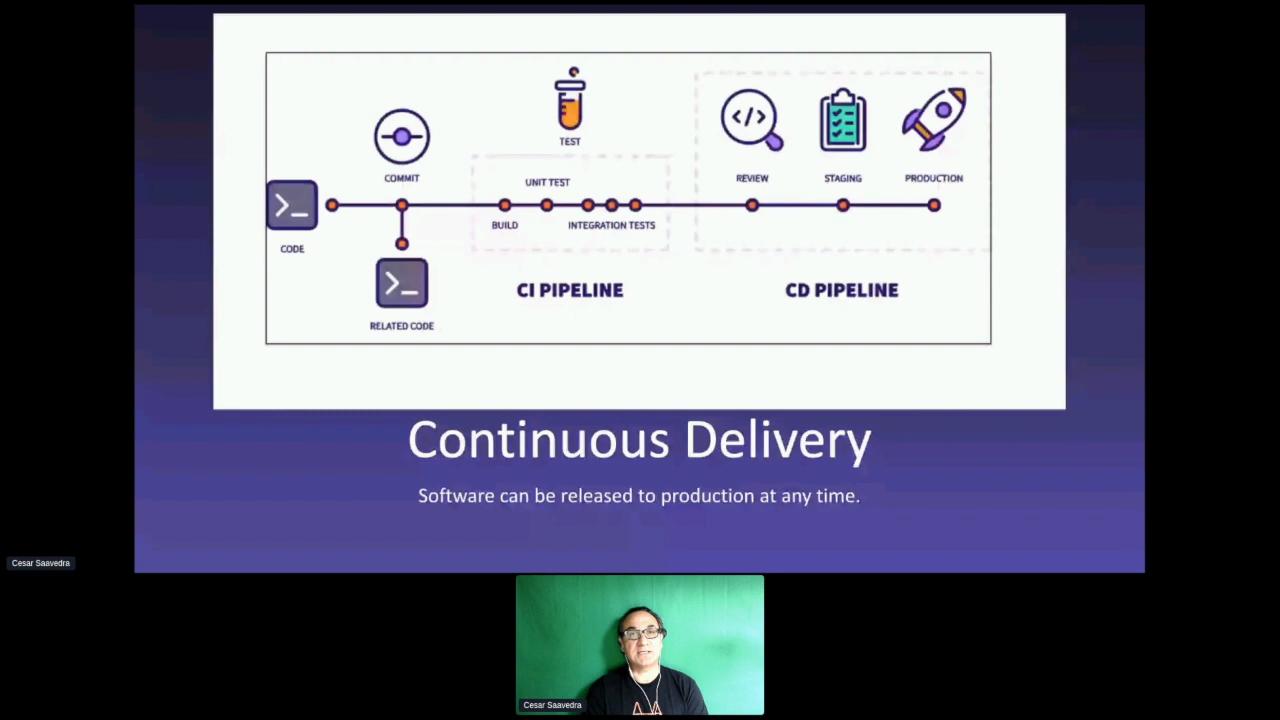 TEST
COMMIT
REVIEW
STAGING
PRODUCTION
UNIT TEST
BUILD
INTEGRATION TESTS
CODE
CI PIPELINE
CD PIPELINE
RELATED CODE
Continuous Delivery
Software can be released to production at any time.
Cesar Saavedra
Cesar Saavedra